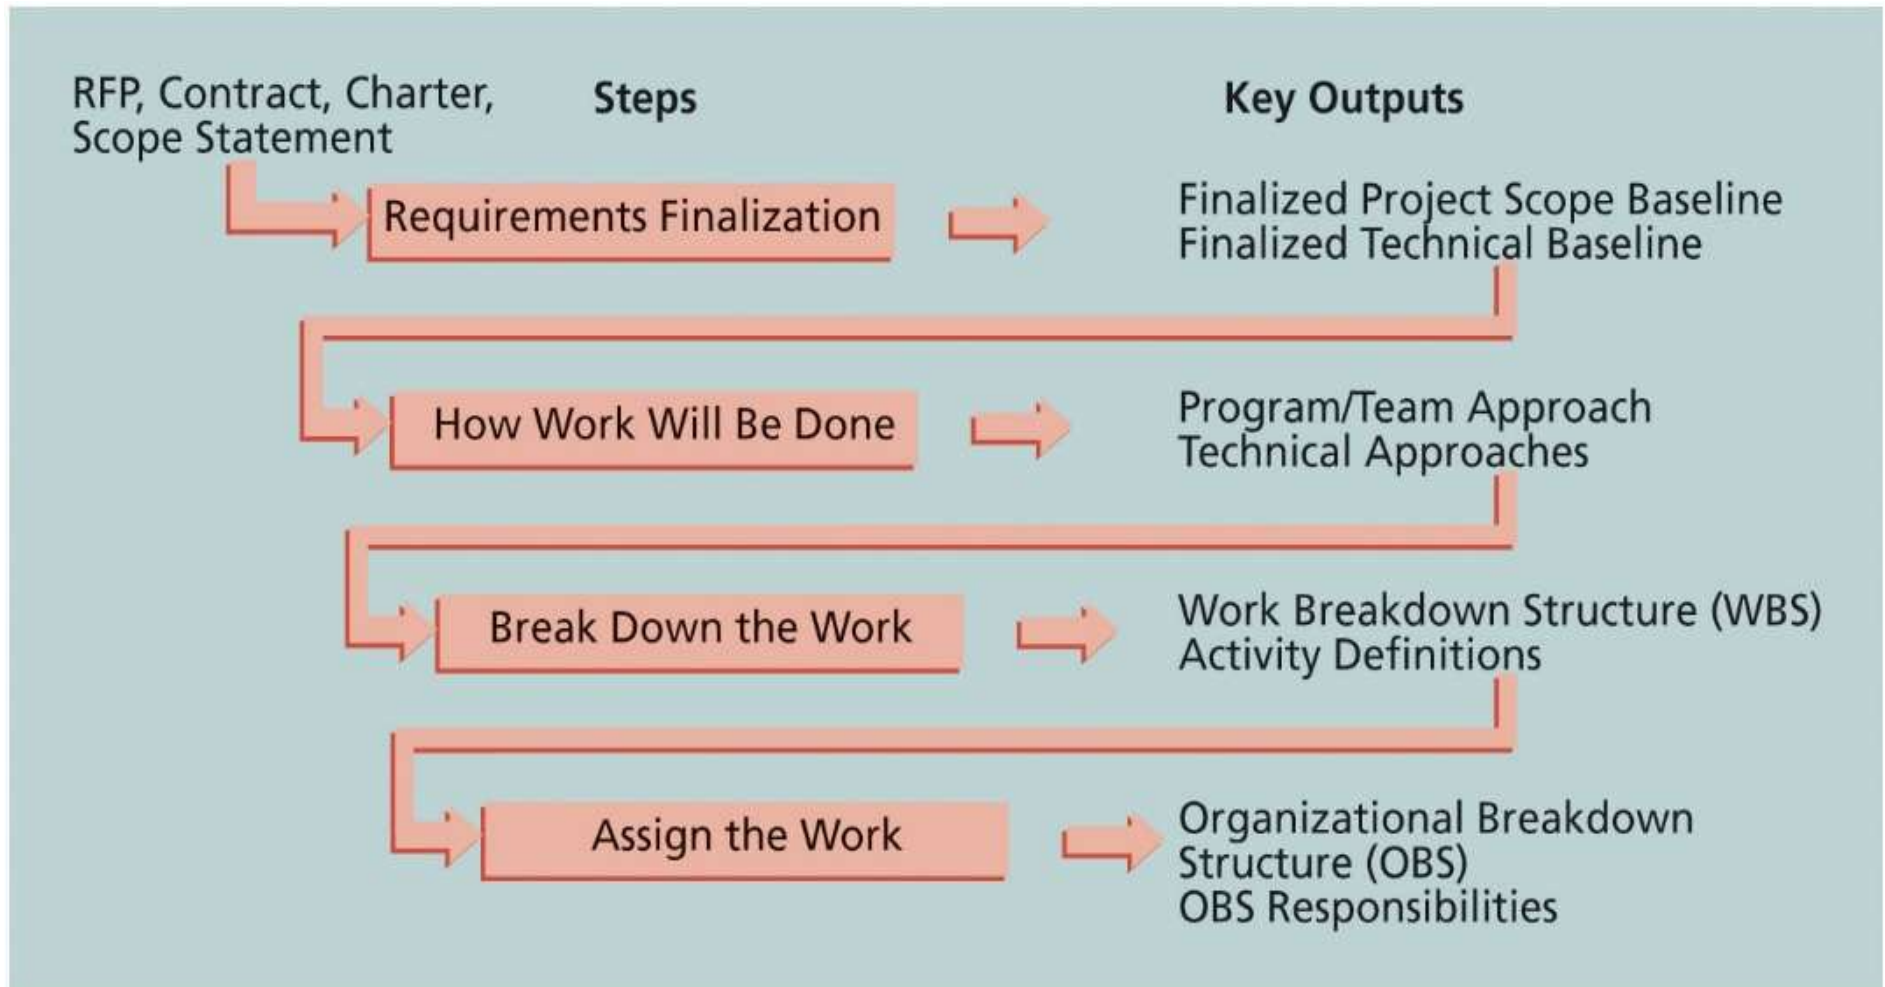 RFP, Contract, Charter,
Scope Statement
Steps
Key Outputs
Requirements Finalization
Finalized Project Scope Baseline
Finalized Technical Baseline
How Work Will Be Done
Program/Team Approach
Technical Approaches
Break Down the Work
Work Breakdown Structure (WBS)
Activity Definitions
Assign the Work
Organizational Breakdown
Structure (OBS)
OBS Responsibilities